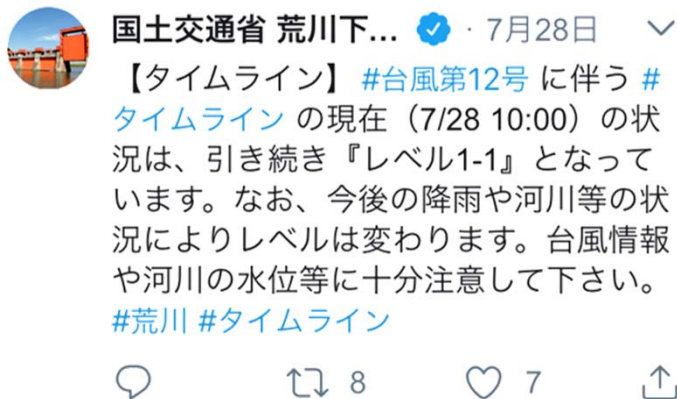 国土交通省 荒川下... · 7月28日
【タイムライン】 #台風第12号 に伴う #
タイムライン の現在（7/28 10:00）の状
況は、引き続き『レベル1-1』となって
います。なお、今後の降雨や河川等の状
況によりレベルは変わります。台風情報
や河川の水位等に十分注意して下さい。
#荒川 #タイムライン
8 7